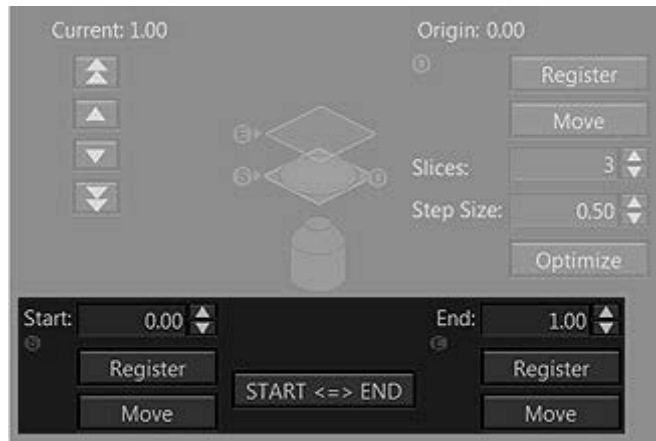 Current: 1.00
Origin: 0.00
Register
Move
E
S
Slices: 3
Step Size: 0.50
Optimize
Start: 0.00
End: 1.00
S
E
Register
Register
START <=> END
Move
Move